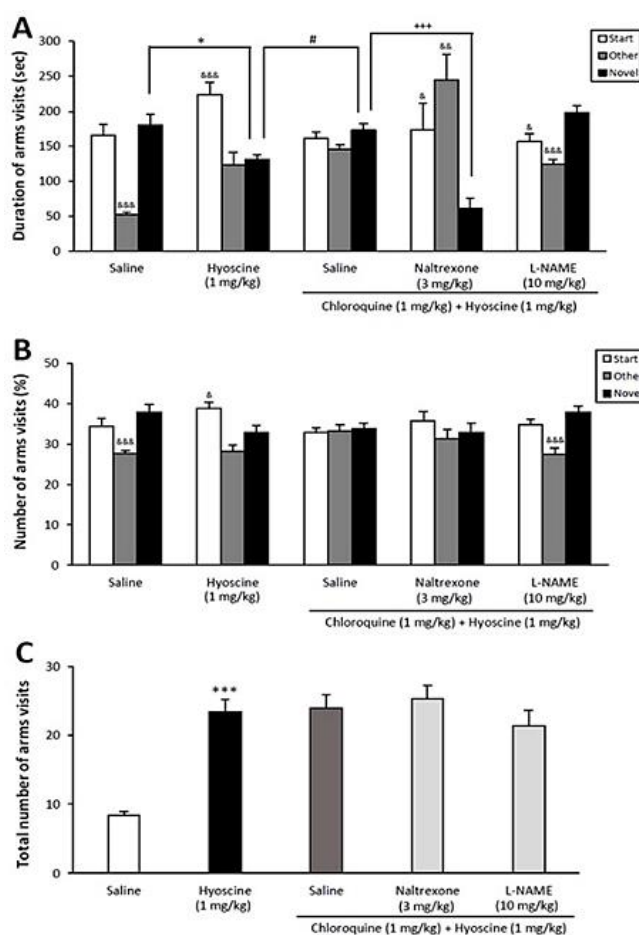 A
Duration of arms visits (sec)
300
250
200
150
100
50
0
*
#
+++
&&&
&&&
&
&&
&
&&&
Start
Other
Novel
Saline
Hyoscine
(1 mg/kg)
Saline
Naltrexone
(3 mg/kg)
L-NAME
(10 mg/kg)
Chloroquine (1 mg/kg) + Hyoscine (1 mg/kg)
B
Number of arms visits (%)
50
40
30
20
10
0
&&&
&
&&&
Start
Othe
Nove
Saline
Hyoscine
(1 mg/kg)
Saline
Naltrexone
(3 mg/kg)
L-NAME
(10 mg/kg)
Chloroquine (1 mg/kg) + Hyoscine (1 mg/kg)
C
Total number of arms visits
30
20
10
0
***
Saline
Hyoscine
(1 mg/kg)
Saline
Naltrexone
(3 mg/kg)
L-NAME
(10 mg/kg)
Chloroquine (1 mg/kg) + Hyoscine (1 mg/kg)